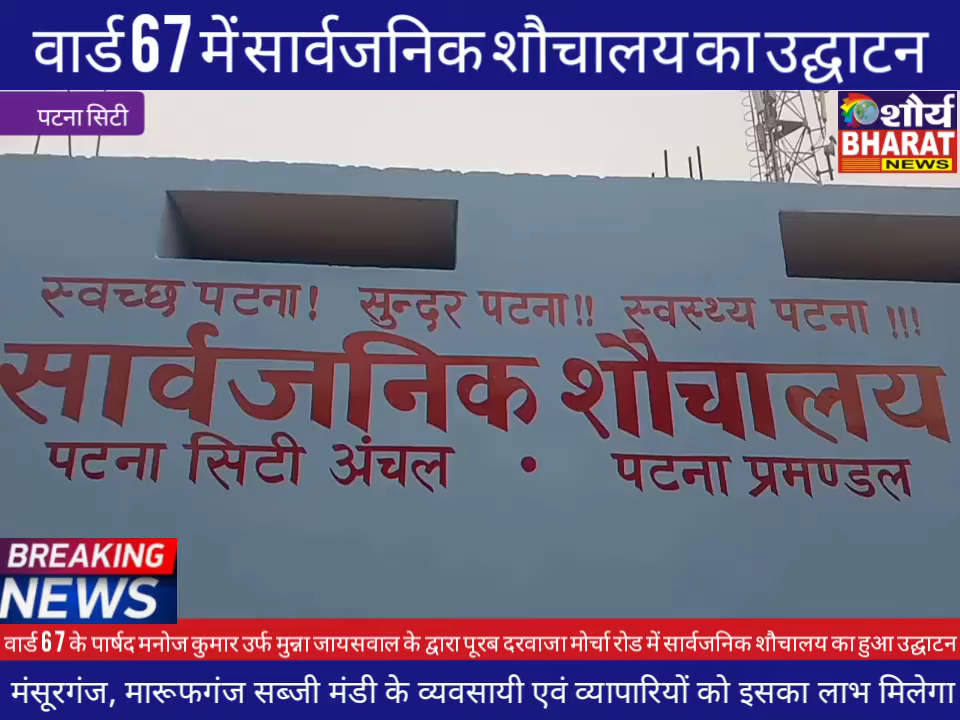 वार्ड 67 में सार्वजनिक शौचालय का उद्घाटन
पटना सिटी
शौर्य
BHARAT
NEWS
स्वच्छ पटना! सुन्दर पटना!! स्वस्थ्य पटना !!!
सार्वजनिक शौचालय
पटना सिटी अंचल • पटना प्रमण्डल
BREAKING
NEWS
वार्ड 67 के पार्षद मनोज कुमार उर्फ मुन्ना जायसवाल के द्वारा पूरब दरवाजा मोर्चा रोड में सार्वजनिक शौचालय का हुआ उद्घाटन
मंसूरगंज, मारूफगंज सब्जी मंडी के व्यवसायी एवं व्यापारियों को इसका लाभ मिलेगा